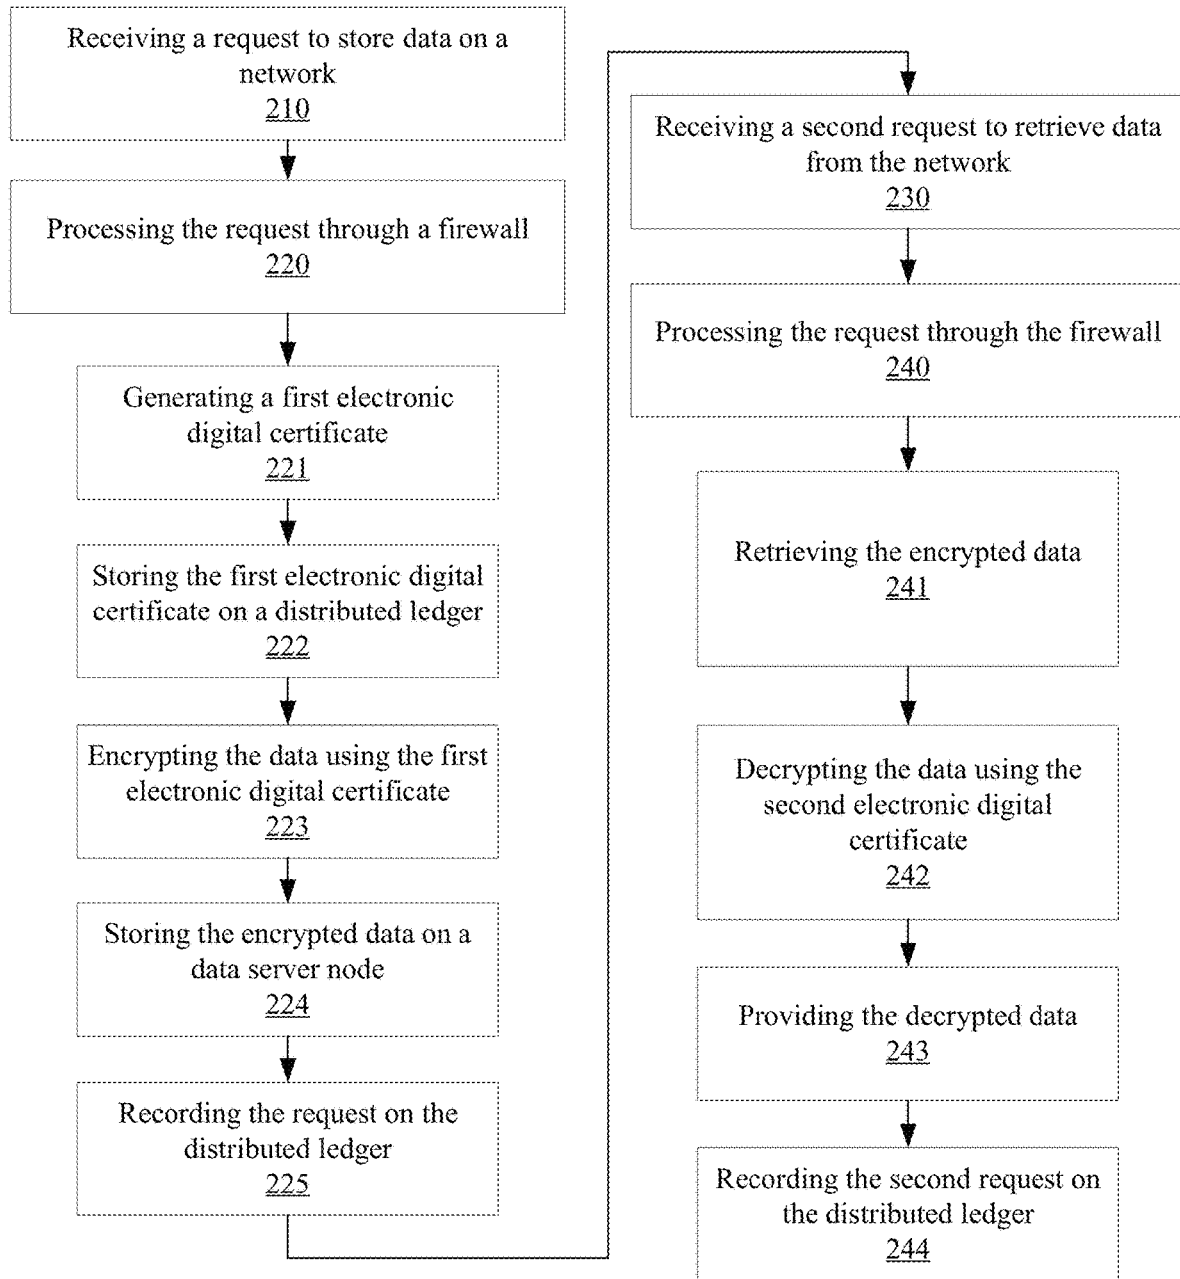 Receiving a request to store data on a
network
210
Processing the request through a firewall
220
Generating a first electronic
digital certificate
221
Storing the first electronic digital
certificate on a distributed ledger
222
Encrypting the data using the first
electronic digital certificate
223
Storing the encrypted data on a
data server node
224
Recording the request on the
distributed ledger
225
Receiving a second request to retrieve data
from the network
230
Processing the request through the firewall
240
Retrieving the encrypted data
241
Decrypting the data using the
second electronic digital
certificate
242
Providing the decrypted data
243
Recording the second request on
the distributed ledger
244